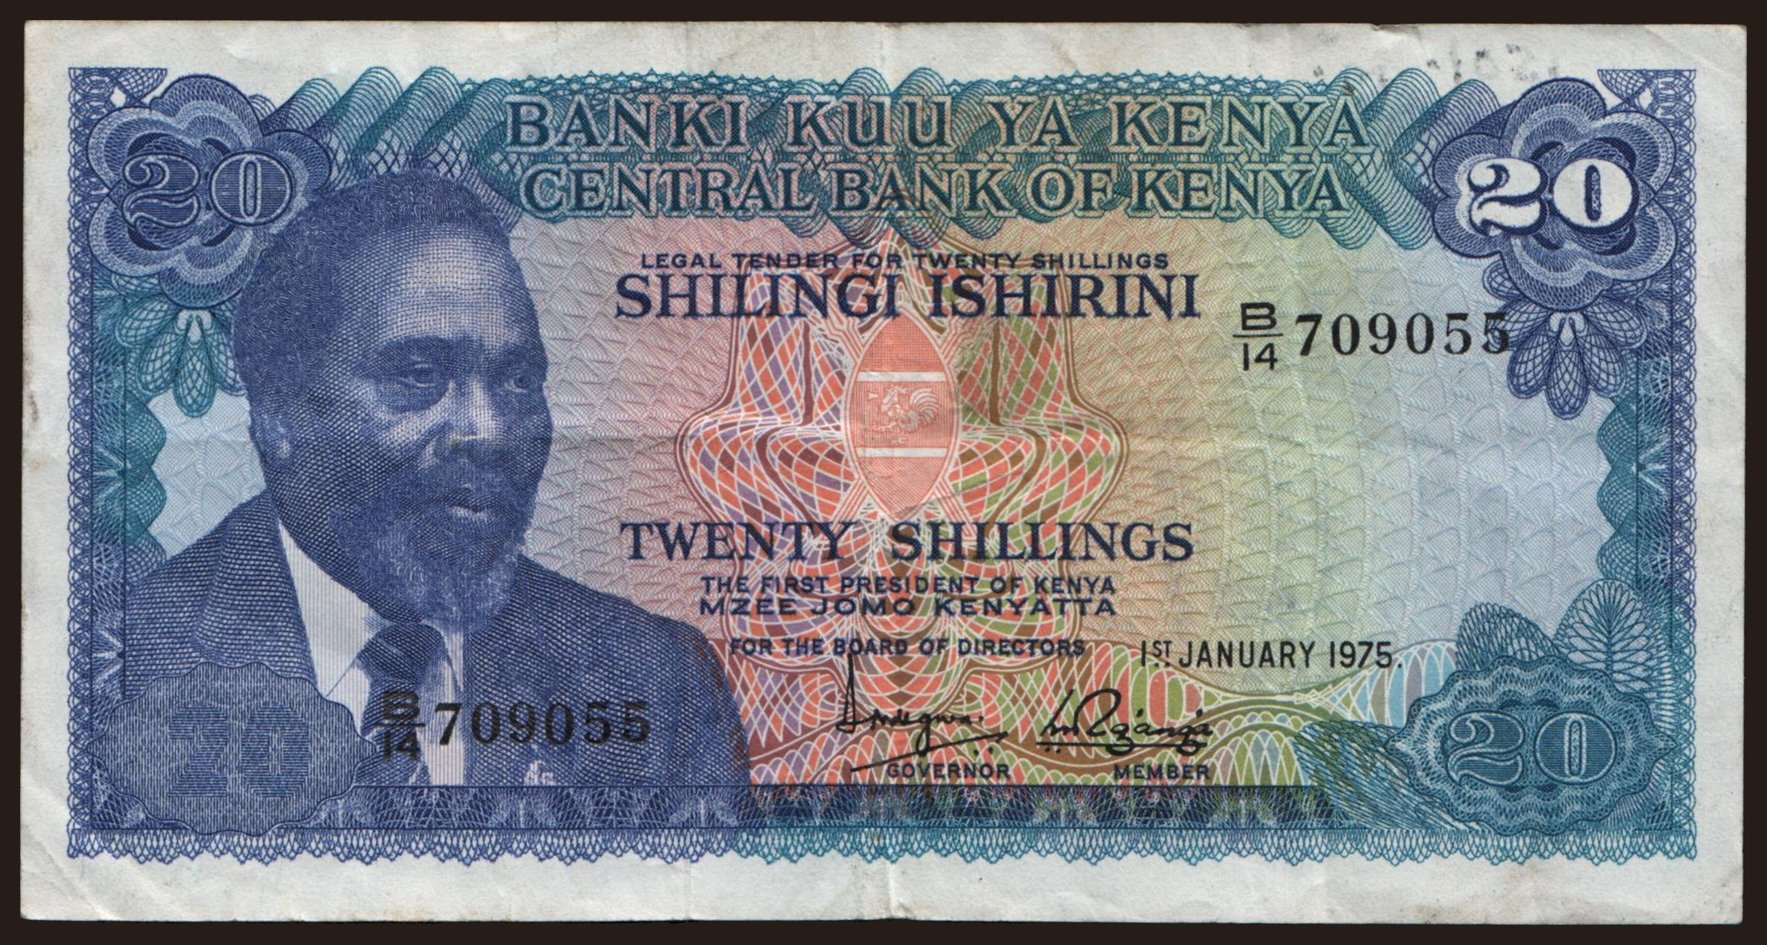 BANKI KUU YA KENYA
CENTRAL BANK OF KENYA
20
20
LEGAL TENDER FOR TWENTY SHILLINGS
SHILINGI ISHIRINI
B/14 709055
TWENTY SHILLINGS
THE FIRST PRESIDENT OF KENYA
MZEE JOMO KENYATTA
FOR THE BOARD OF DIRECTORS
1ST JANUARY 1975.
B/14 709055
GOVERNOR
MEMBER
20
20